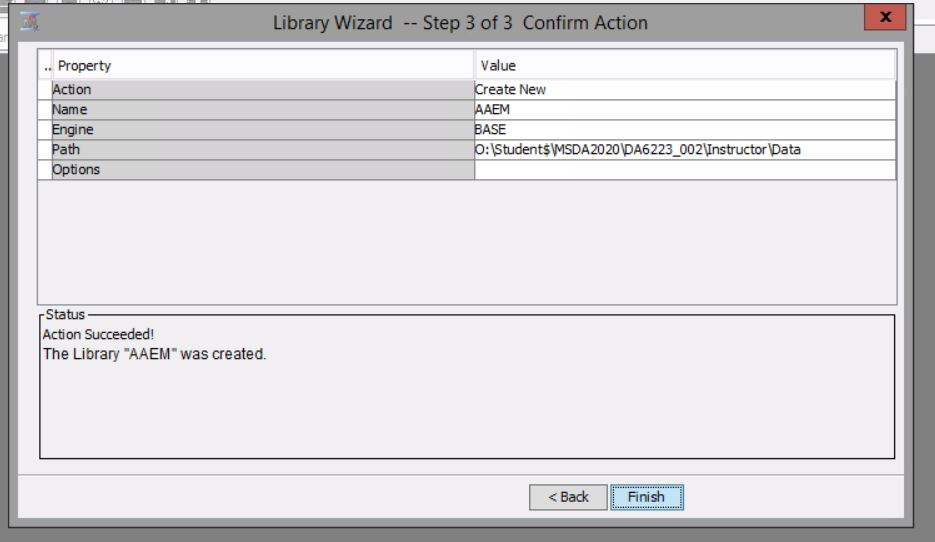 Library Wizard -- Step 3 of 3 Confirm Action
x
.. Property Value
Action Create New
Name AAEM
Engine BASE
Path O:\Student$\MSDA2020\DA6223_002\Instructor\Data
Options
Status
Action Succeeded!
The Library "AAEM" was created.
< Back Finish